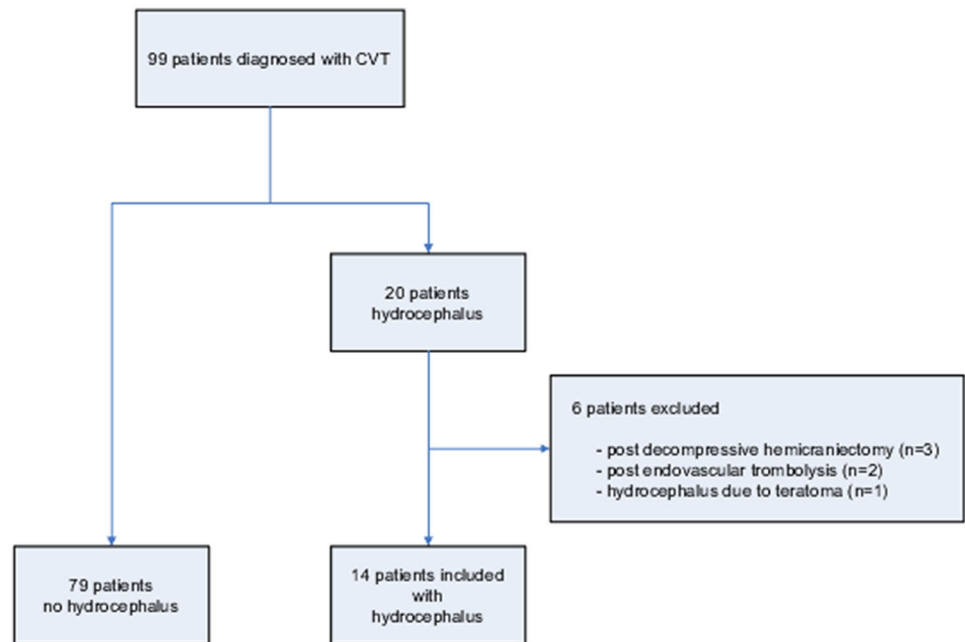 99 patients diagnosed with CVT
20 patients
hydrocephalus
6 patients excluded
- post decompressive hemicraniectomy (n=3)
- post endovascular trombolysis (n=2)
- hydrocephalus due to teratoma (n=1)
79 patients
no hydrocephalus
14 patients included
with
hydrocephalus